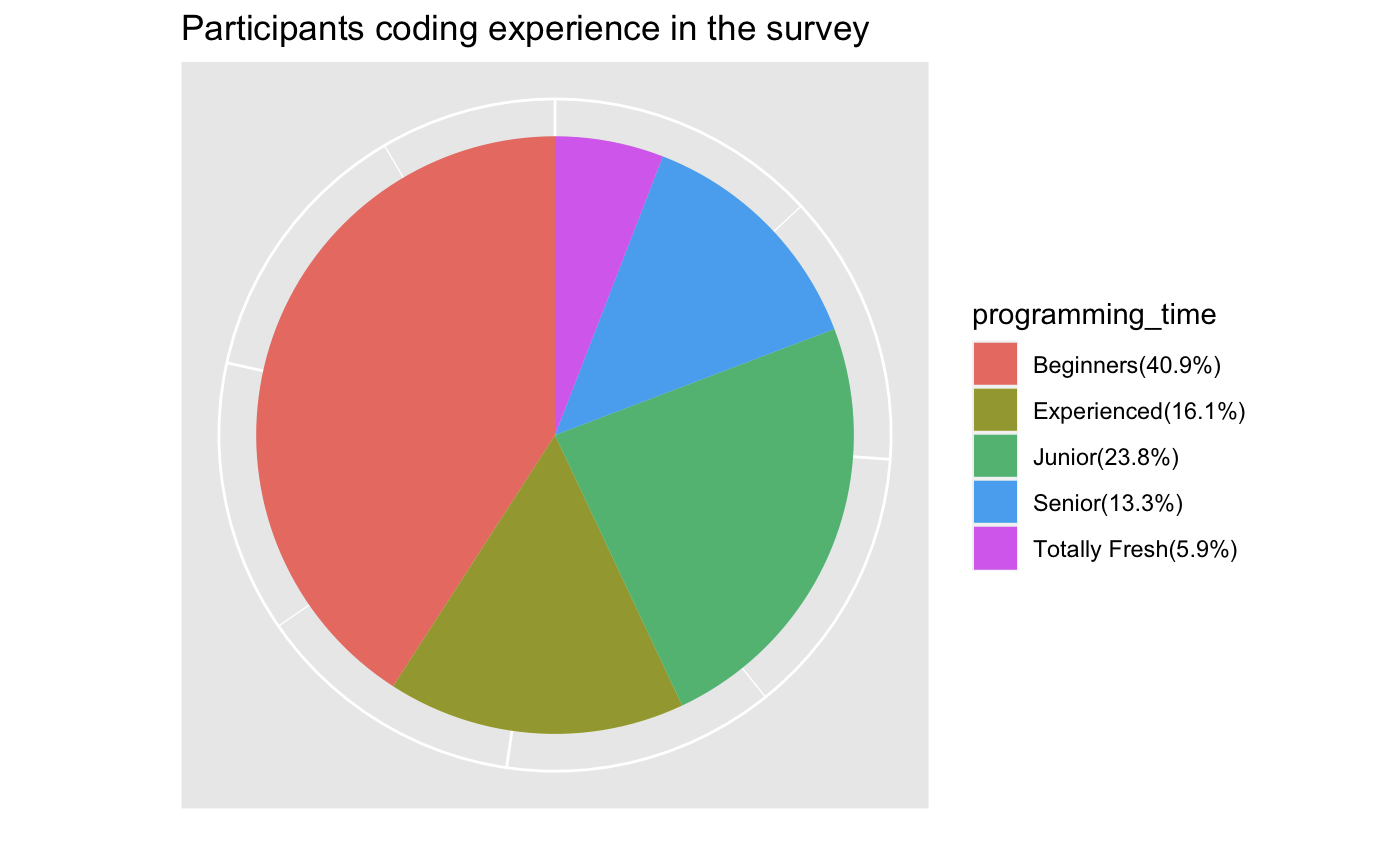 Participants coding experience in the survey
programming_time
Beginners(40.9%)
Experienced(16.1%)
Junior(23.8%)
Senior(13.3%)
Totally Fresh(5.9%)